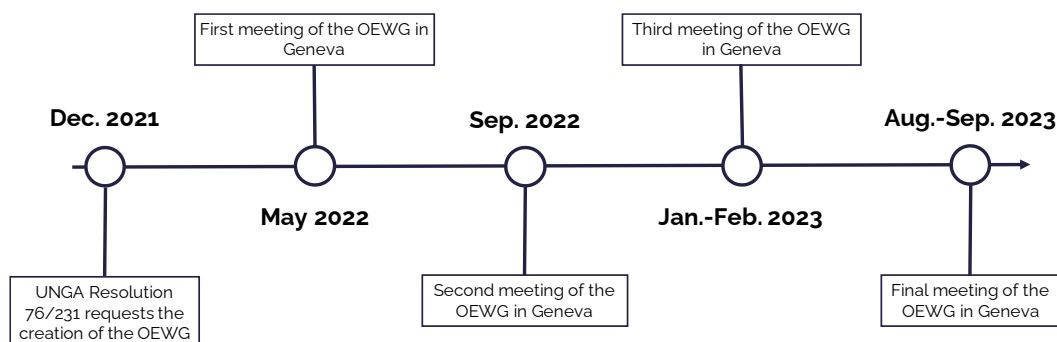 First meeting of the OEWG in
Geneva
Third meeting of the OEWG
in Geneva
Dec. 2021
Sep. 2022
Aug.-Sep. 2023
May 2022
Jan.-Feb. 2023
UNGA Resolution
76/231 requests the
creation of the OEWG
Second meeting of the
OEWG in Geneva
Final meeting of the
OEWG in Geneva